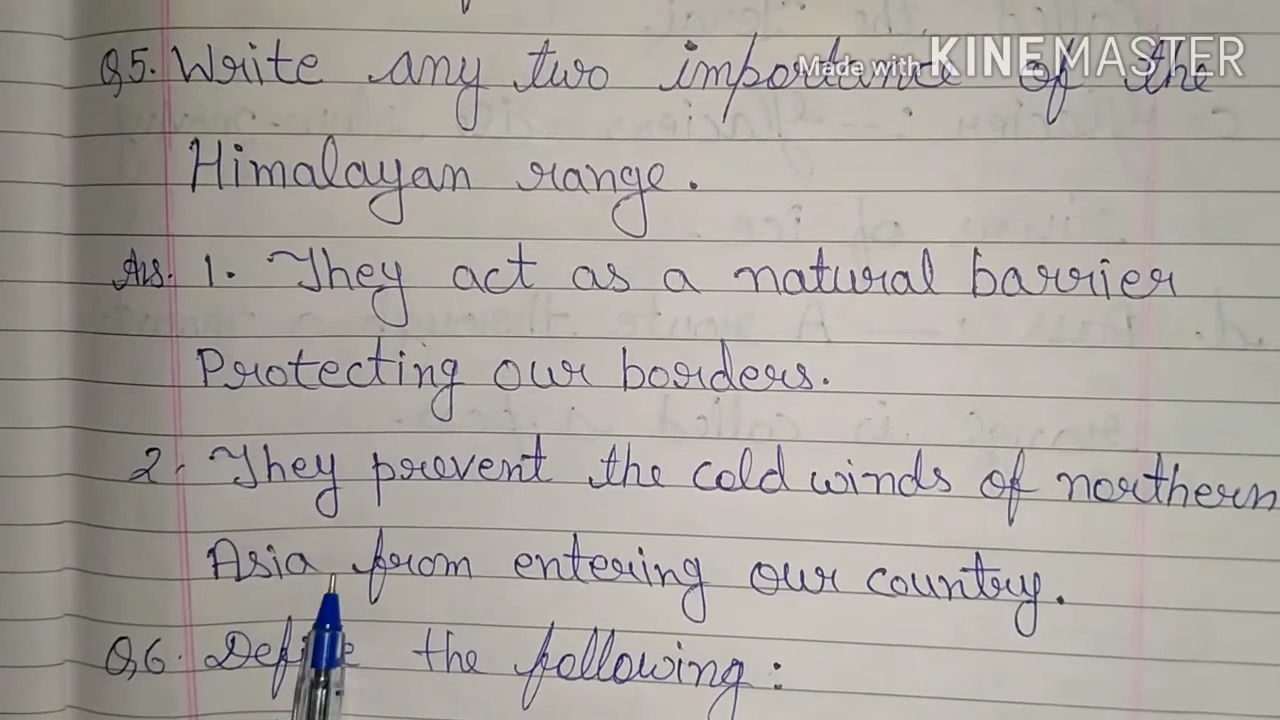 Q5. Write any two importance of the
Made with KINEMASTER
Himalayan range.
Ans. 1. They act as a natural barrier
Protecting our borders.
2. They prevent the cold winds of northern
Asia from entering our country.
Q6. Define the following: